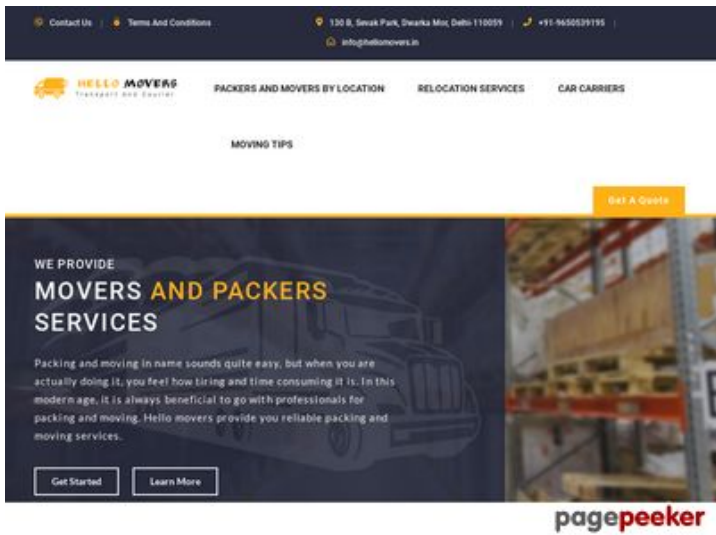 Contact Us | Terms And Conditions
130 B, Sevak Park, Dwarka Mor, Delhi-110059 | +91-9650539195 |
info@hellomovers.in
HELLO MOVERS
Transport And Courier
PACKERS AND MOVERS BY LOCATION
RELOCATION SERVICES
CAR CARRIERS
MOVING TIPS
Get A Quote
WE PROVIDE
MOVERS AND PACKERS
SERVICES
Packing and moving in name sounds quite easy, but when you are
actually doing it, you feel how tiring and time consuming it is. In this
modern age, it is always beneficial to go with professionals for
packing and moving. Hello movers provide you reliable packing and
moving services.
Get Started
Learn More
pagepeeker